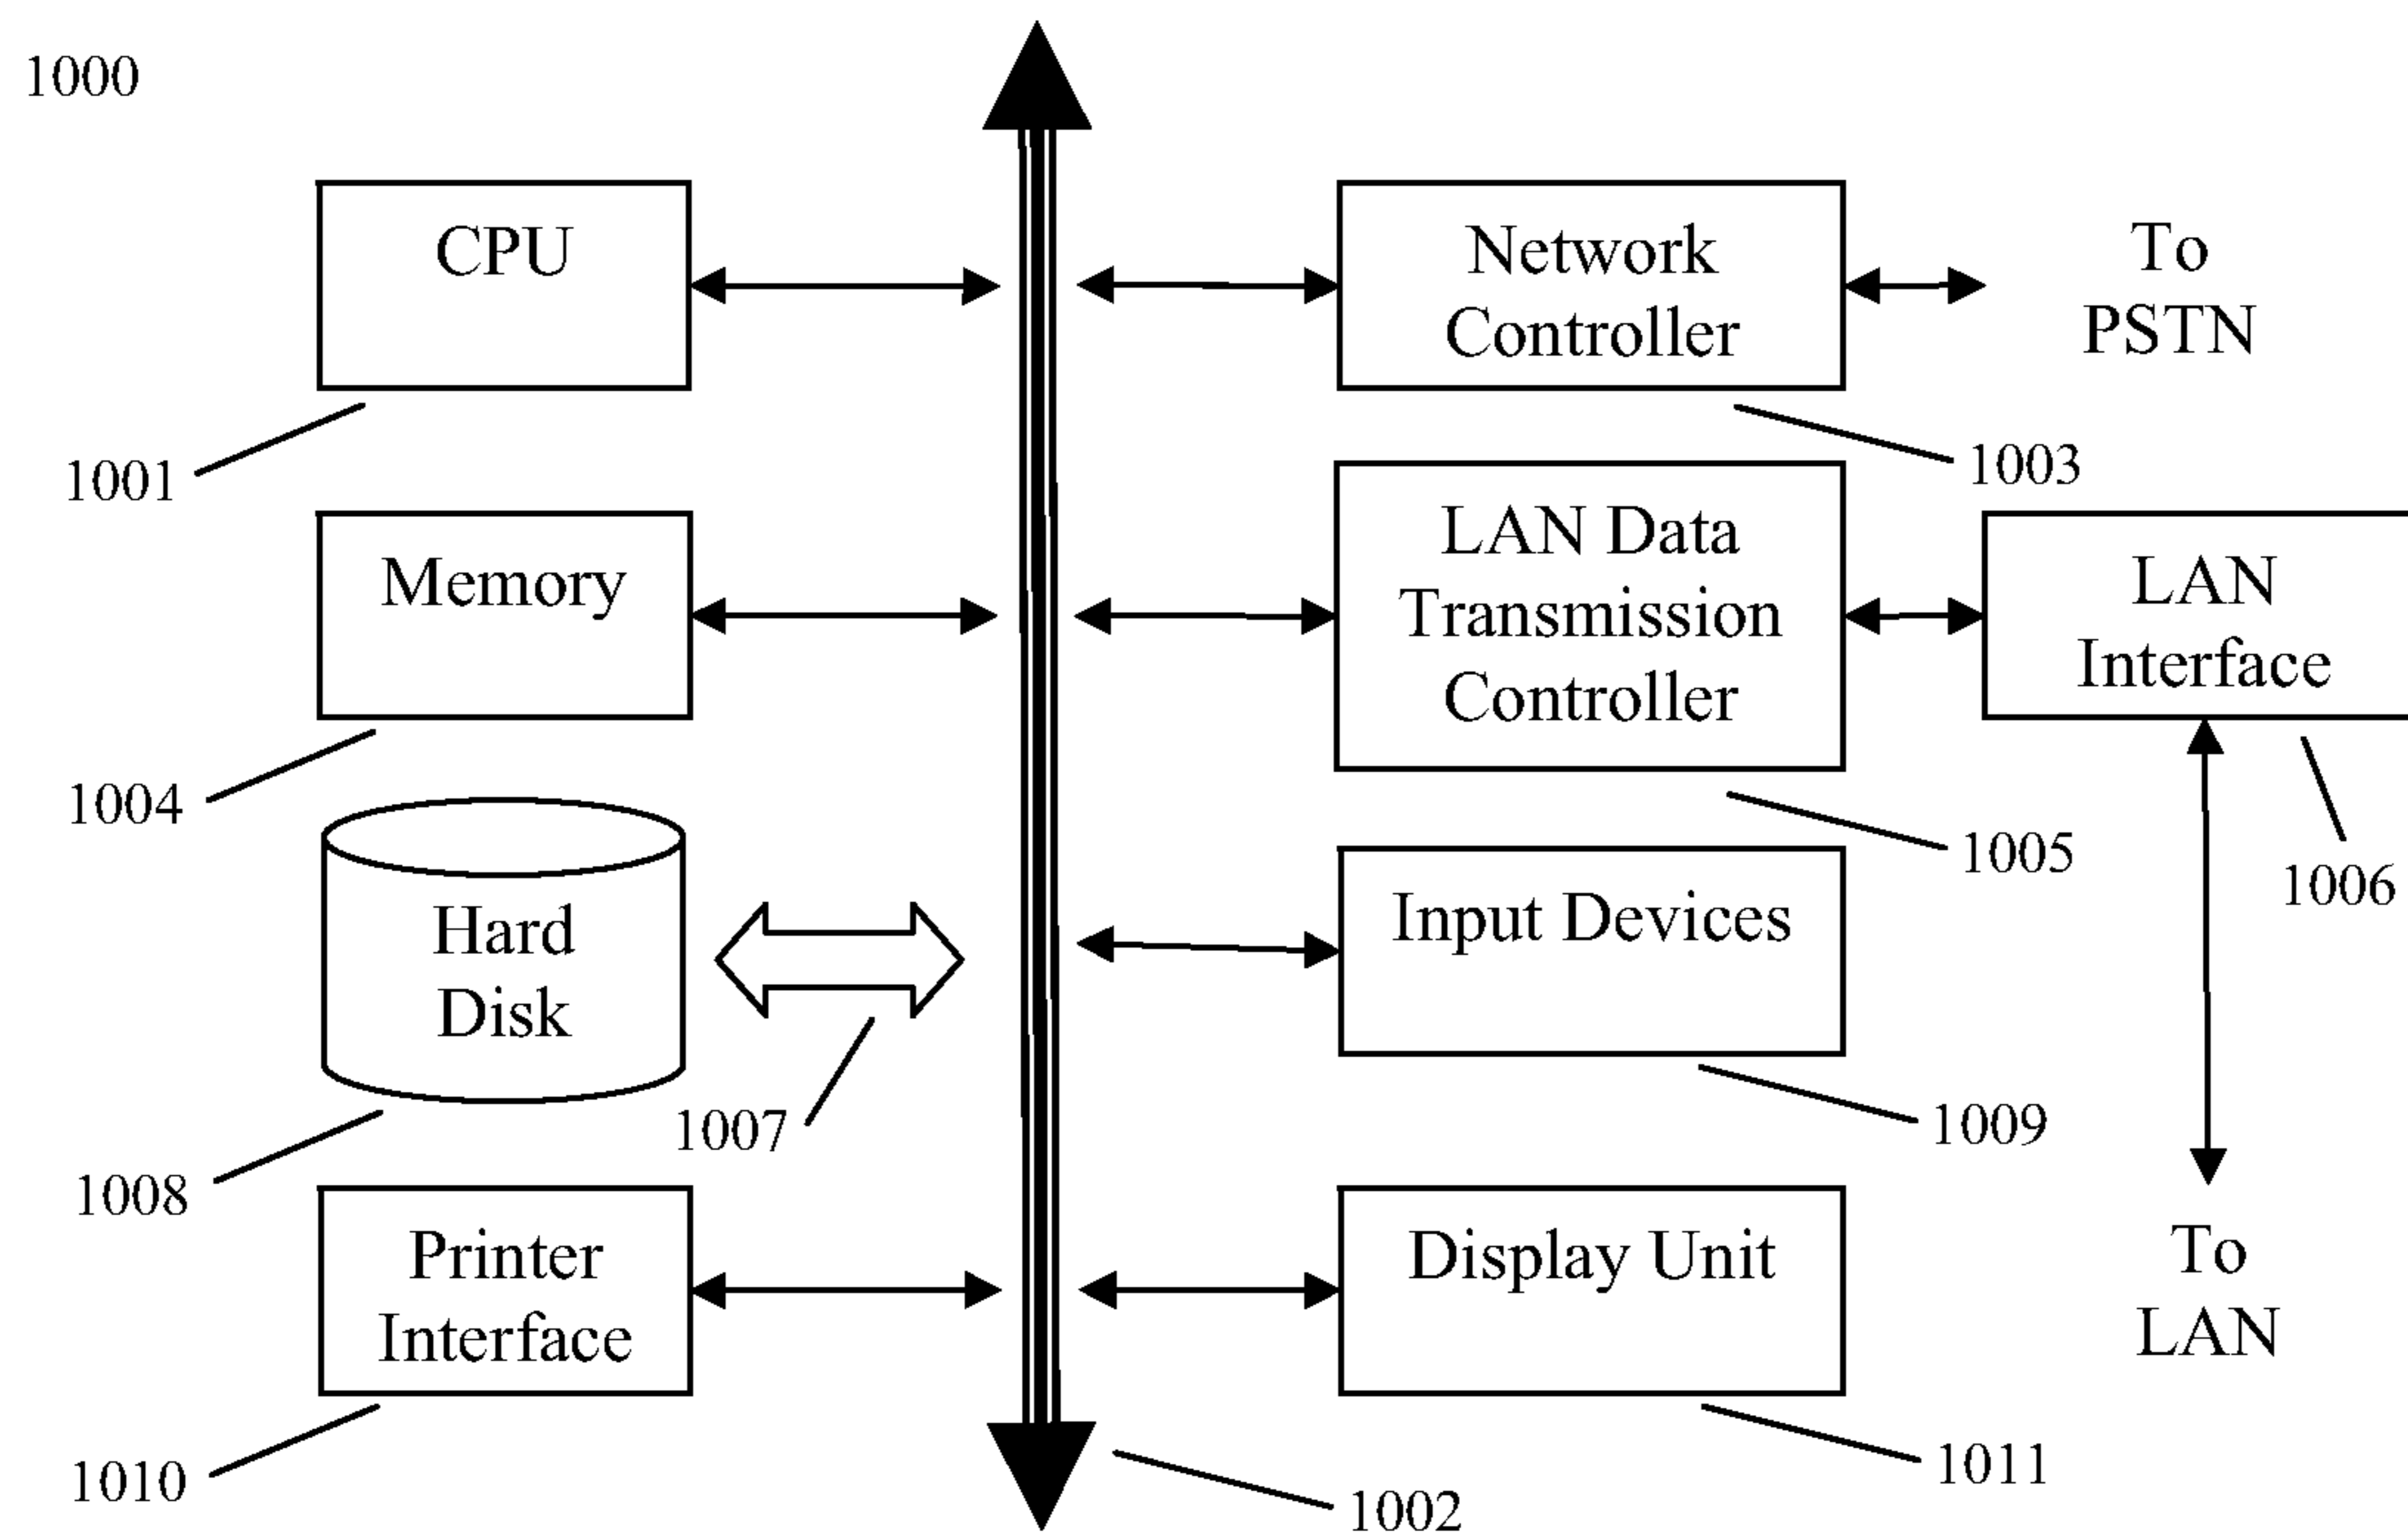 1000
CPU
1001
Network
Controller
1003
To
PSTN
Memory
1004
LAN Data
Transmission
Controller
1005
LAN
Interface
1006
Hard
Disk
1008
1007
Input Devices
1009
Printer
Interface
1010
Display Unit
1011
To
LAN
1002